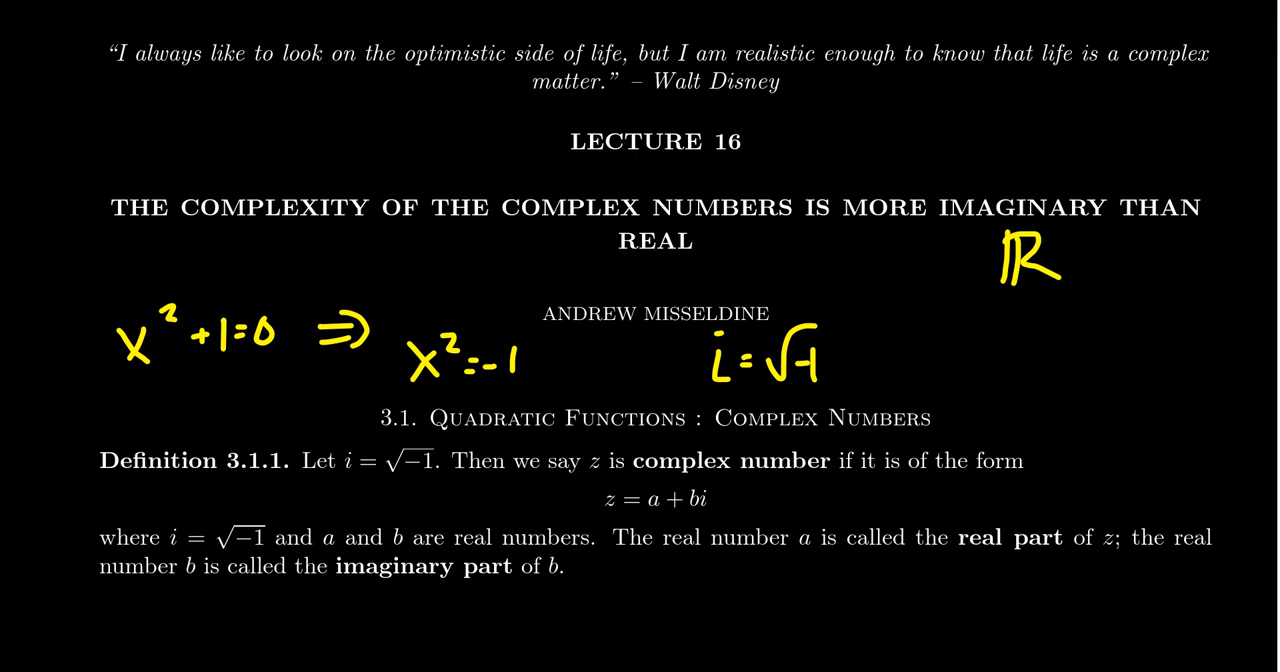 “I always like to look on the optimistic side of life, but I am realistic enough to know that life is a complex
matter.” – Walt Disney
LECTURE 16
THE COMPLEXITY OF THE COMPLEX NUMBERS IS MORE IMAGINARY THAN
REAL
ℝ
ANDREW MISSELDINE
x² + 1 = 0 ⇒ x² = -1 i = √-1
3.1. Quadratic Functions : Complex Numbers
Definition 3.1.1. Let i = √−1. Then we say z is complex number if it is of the form
z = a + bi
where i = √−1 and a and b are real numbers. The real number a is called the real part of z; the real
number b is called the imaginary part of b.